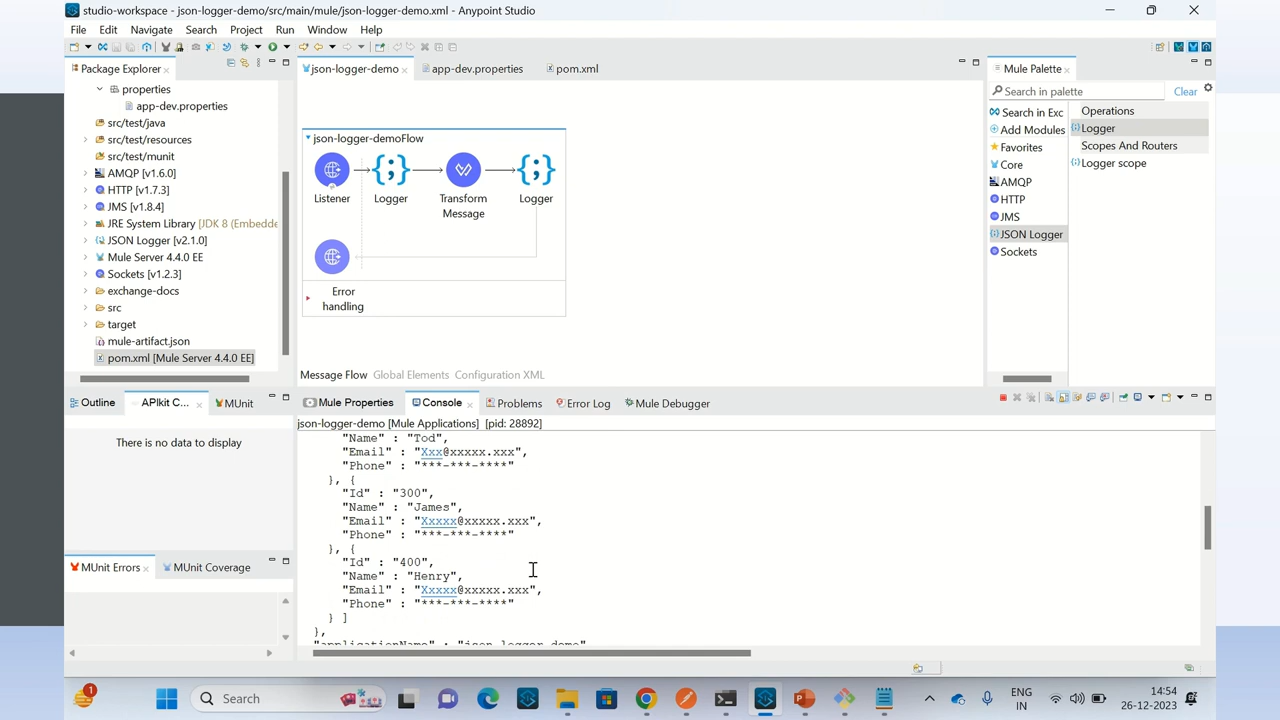 studio-workspace - json-logger-demo/src/main/mule/json-logger-demo.xml - Anypoint Studio
File Edit Navigate Search Project Run Window Help
Package Explorer
properties
app-dev.properties
src/test/java
src/test/resources
src/test/munit
AMQP [v1.6.0]
HTTP [v1.7.3]
JMS [v1.8.4]
JRE System Library [JDK 8 (Embedde
JSON Logger [v2.1.0]
Mule Server 4.4.0 EE
Sockets [v1.2.3]
exchange-docs
src
target
mule-artifact.json
pom.xml [Mule Server 4.4.0 EE]
json-logger-demo
app-dev.properties
pom.xml
json-logger-demoFlow
Listener
Logger
Transform
Message
Logger
Error
handling
Message Flow Global Elements Configuration XML
Mule Palette
Search in palette
Clear
Search in Exc
Add Modules
Favorites
Core
AMQP
HTTP
JMS
JSON Logger
Sockets
Operations
Logger
Scopes And Routers
Logger scope
Outline
APIkit C...
MUnit
There is no data to display
MUnit Errors
MUnit Coverage
Mule Properties
Console
Problems
Error Log
Mule Debugger
json-logger-demo [Mule Applications] [pid: 28892]
"Name" : "Tod",
"Email" : "Xxx@xxxxx.xxx",
"Phone" : "***-***-****"
}, {
"Id" : "300",
"Name" : "James",
"Email" : "Xxxxx@xxxxx.xxx",
"Phone" : "***-***-****"
}, {
"Id" : "400",
"Name" : "Henry",
"Email" : "Xxxxx@xxxxx.xxx",
"Phone" : "***-***-****"
} ]
},
"applicationName" : "json-logger-demo"
1
Search
ENG
IN
14:54
26-12-2023